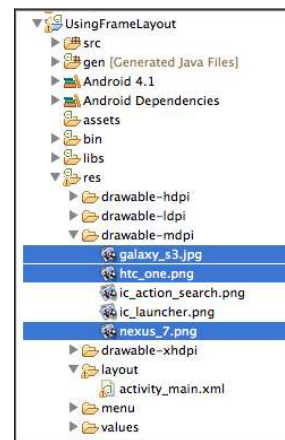 UsingFrameLayout
src
gen [Generated Java Files]
Android 4.1
Android Dependencies
assets
bin
libs
res
drawable-hdpi
drawable-ldpi
drawable-mdpi
galaxy_s3.jpg
htc_one.png
ic_action_search.png
ic_launcher.png
nexus_7.png
drawable-xhdpi
layout
activity_main.xml
menu
values